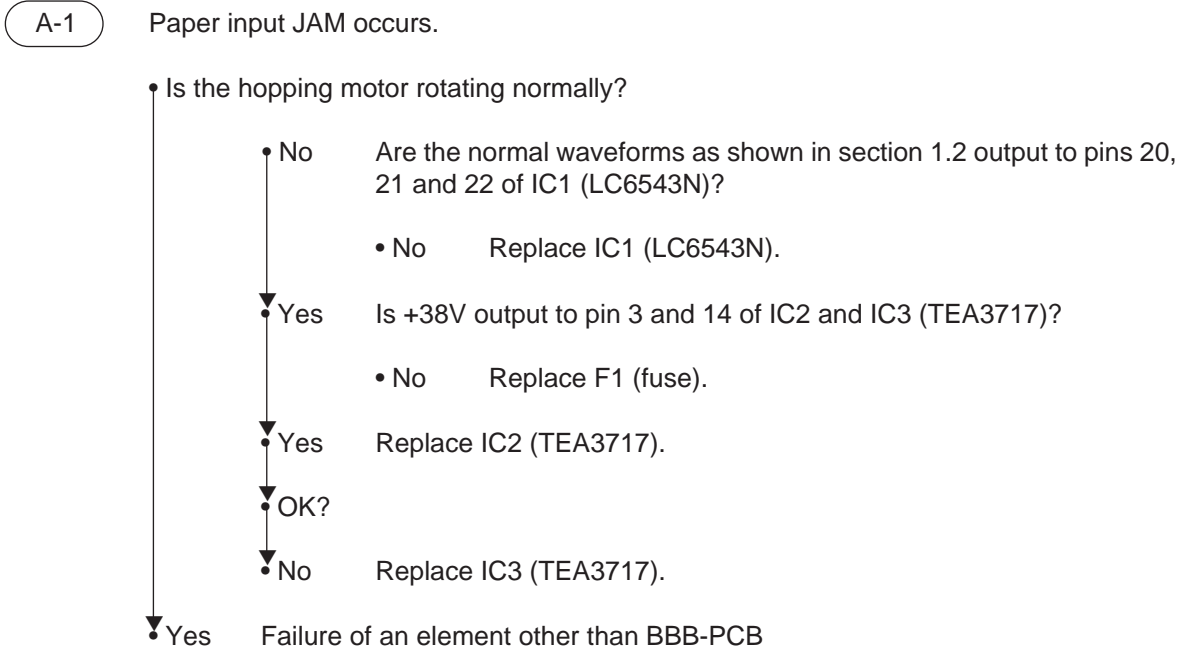 A-1 Paper input JAM occurs.
• Is the hopping motor rotating normally?
• No Are the normal waveforms as shown in section 1.2 output to pins 20,
21 and 22 of IC1 (LC6543N)?
• No Replace IC1 (LC6543N).
• Yes Is +38V output to pin 3 and 14 of IC2 and IC3 (TEA3717)?
• No Replace F1 (fuse).
• Yes Replace IC2 (TEA3717).
• OK?
• No Replace IC3 (TEA3717).
• Yes Failure of an element other than BBB-PCB